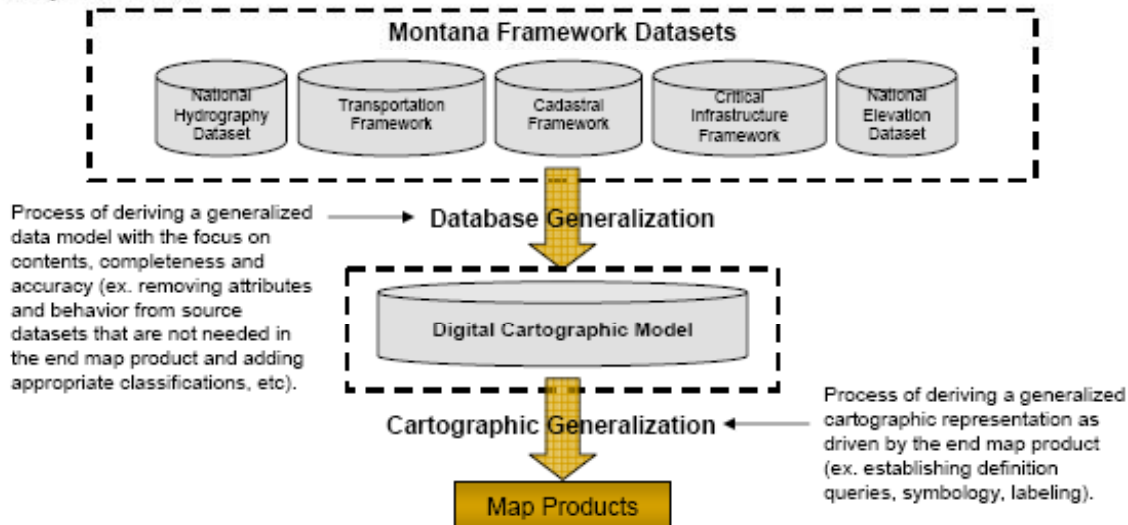 Montana Framework Datasets
National
Hydrography
Dataset
Transportation
Framework
Cadastral
Framework
Critical
Infrastructure
Framework
National
Elevation
Dataset
Process of deriving a generalized
data model with the focus on
contents, completeness and
accuracy (ex. removing attributes
and behavior from source
datasets that are not needed in
the end map product and adding
appropriate classifications, etc).
Database Generalization
Digital Cartographic Model
Cartographic Generalization
Process of deriving a generalized
cartographic representation as
driven by the end map product
(ex. establishing definition
queries, symbology, labeling).
Map Products